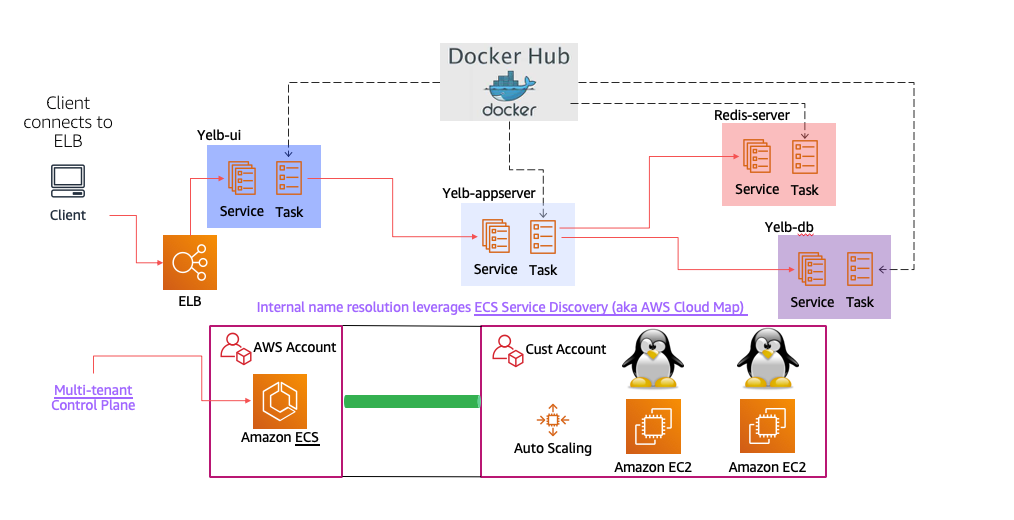 Docker Hub
docker
Client
connects to
ELB
Client
ELB
Yelb-ui
Service
Task
Yelb-appserver
Service
Task
Redis-server
Service
Task
Yelb-db
Service
Task
Internal name resolution leverages ECS Service Discovery (aka AWS Cloud Map)
Multi-tenant
Control Plane
AWS Account
Amazon ECS
Cust Account
Auto Scaling
Amazon EC2
Amazon EC2